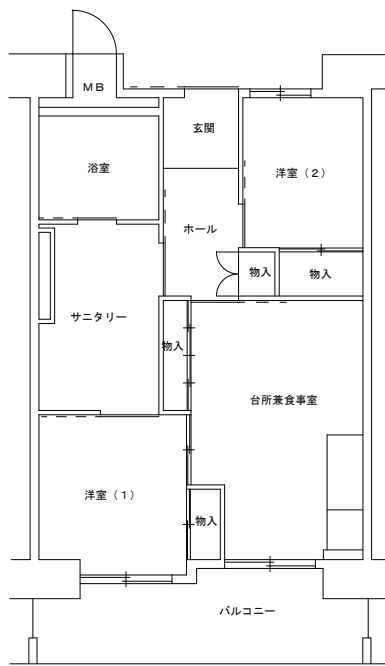 MB
玄関
浴室
洋室（2）
ホール
物入
物入
サニタリー
物入
台所兼食事室
洋室（1）
物入
バルコニー